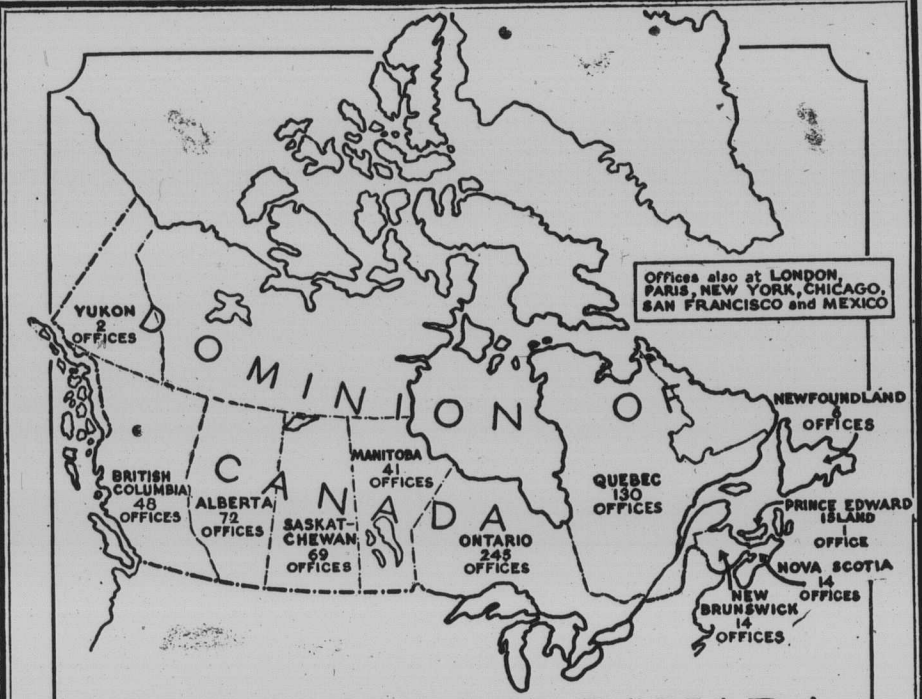 Offices also at LONDON,
PARIS, NEW YORK, CHICAGO,
SAN FRANCISCO and MEXICO
YUKON
2
OFFICES
DOMINION OF
CANADA
NEWFOUNDLAND
OFFICES
BRITISH
COLUMBIA
48
OFFICES
ALBERTA
72
OFFICES
SASKAT-
CHEWAN
69
OFFICES
MANITOBA
41
OFFICES
ONTARIO
245
OFFICES
QUEBEC
130
OFFICES
PRINCE EDWARD
ISLAND
1
OFFICE
NOVA SCOTIA
14
OFFICES
NEW
BRUNSWICK
14
OFFICES